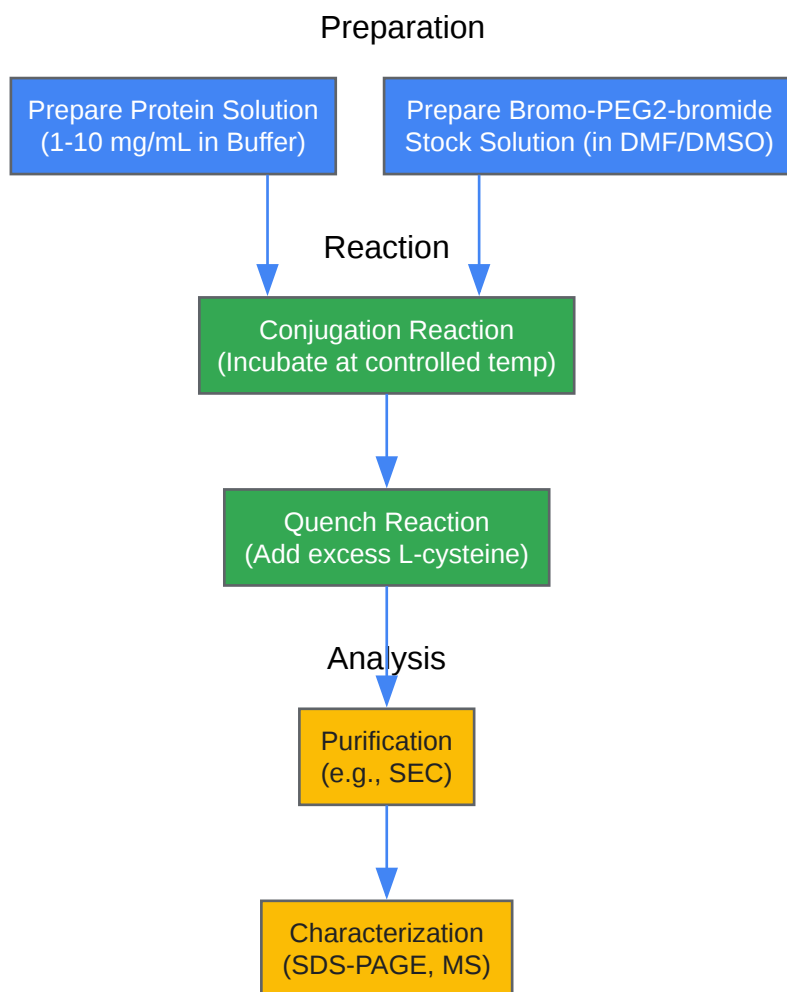 Preparation
Prepare Protein Solution
(1-10 mg/mL in Buffer)
Prepare Bromo-PEG2-bromide
Stock Solution (in DMF/DMSO)
Reaction
Conjugation Reaction
(Incubate at controlled temp)
Quench Reaction
(Add excess L-cysteine)
Analysis
Purification
(e.g., SEC)
Characterization
(SDS-PAGE, MS)